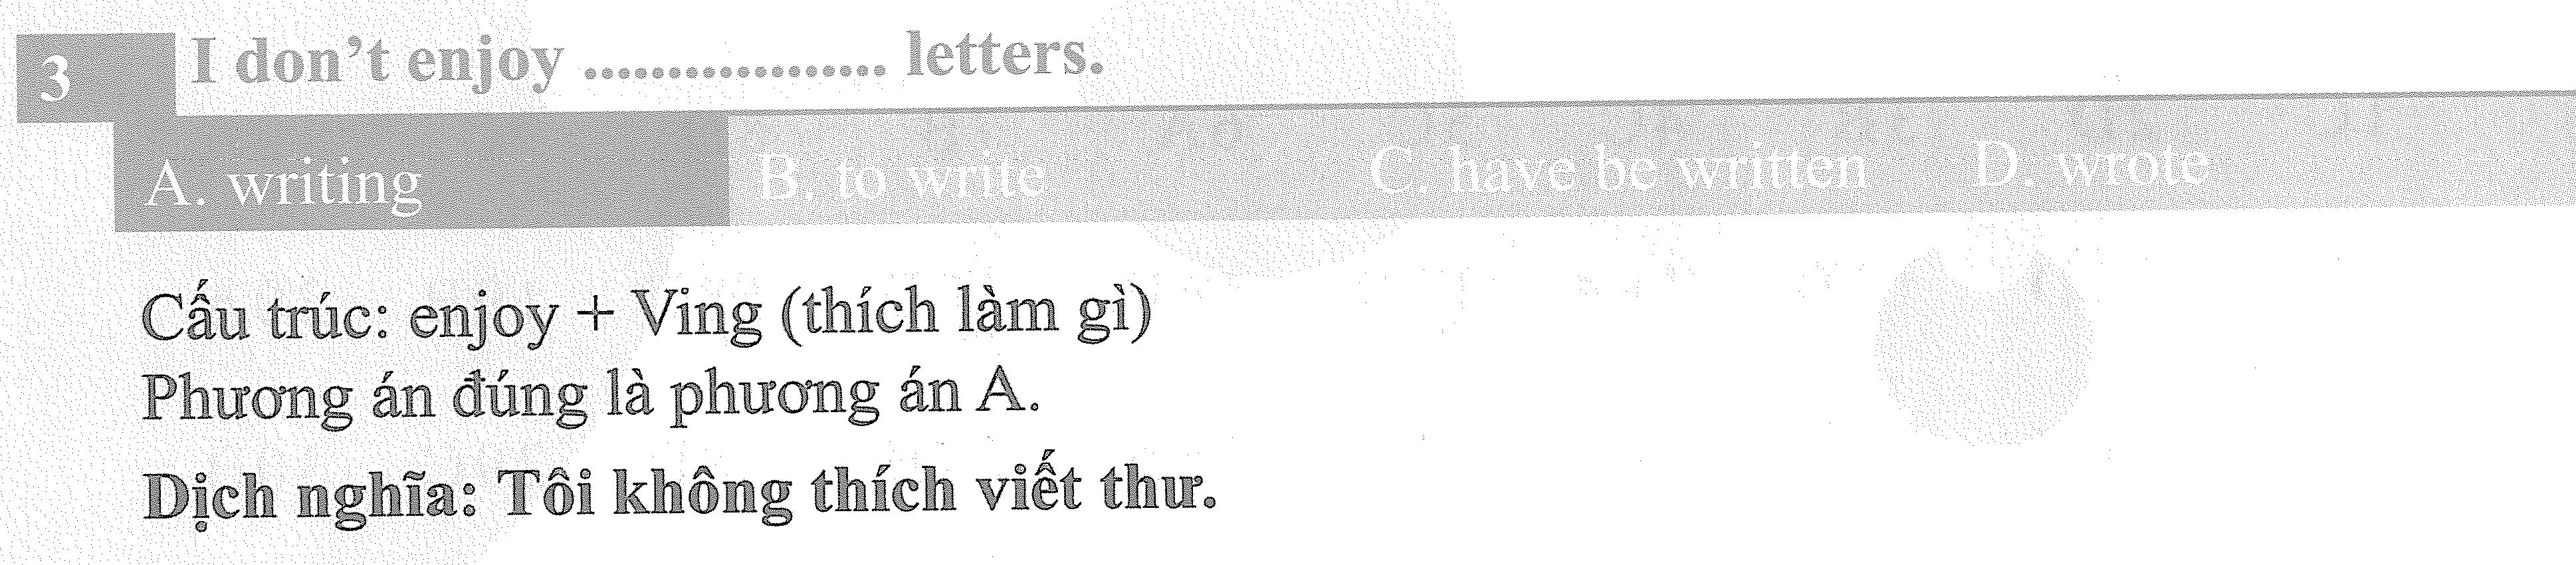 3 I don't enjoy ................. letters.
A. writing B. to write C. have be written D. wrote
Cấu trúc: enjoy + Ving (thích làm gì)
Phương án đúng là phương án A.
Dịch nghĩa: Tôi không thích viết thư.